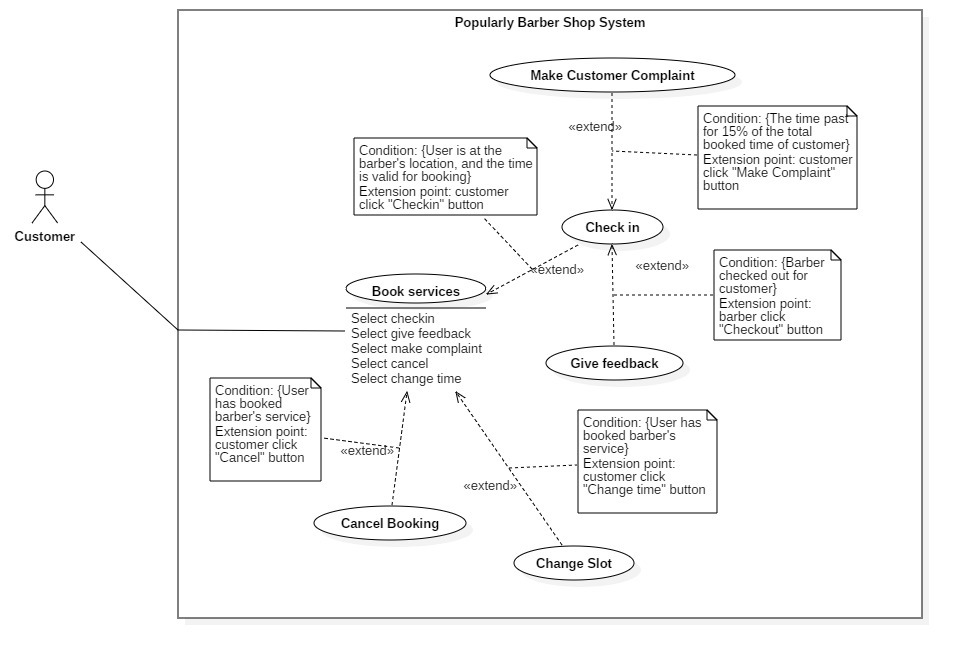 Popularly Barber Shop System
Make Customer Complaint
«extend»
Condition: {The time past
for 15% of the total
booked time of customer}
Extension point: customer
click "Make Complaint"
button
Condition: {User is at the
barber's location, and the time
is valid for booking}
Extension point: customer
click "Checkin" button
Customer
Check in
«extend»
«extend»
Condition: {Barber
checked out for
customer}
Extension point:
barber click
"Checkout" button
Book services
Select checkin
Select give feedback
Select make complaint
Select cancel
Select change time
Give feedback
Condition: {User
has booked
barber's service}
Extension point:
customer click
"Cancel" button
«extend»
Condition: {User has
booked barber's
service}
Extension point:
customer click
"Change time" button
«extend»
Cancel Booking
Change Slot